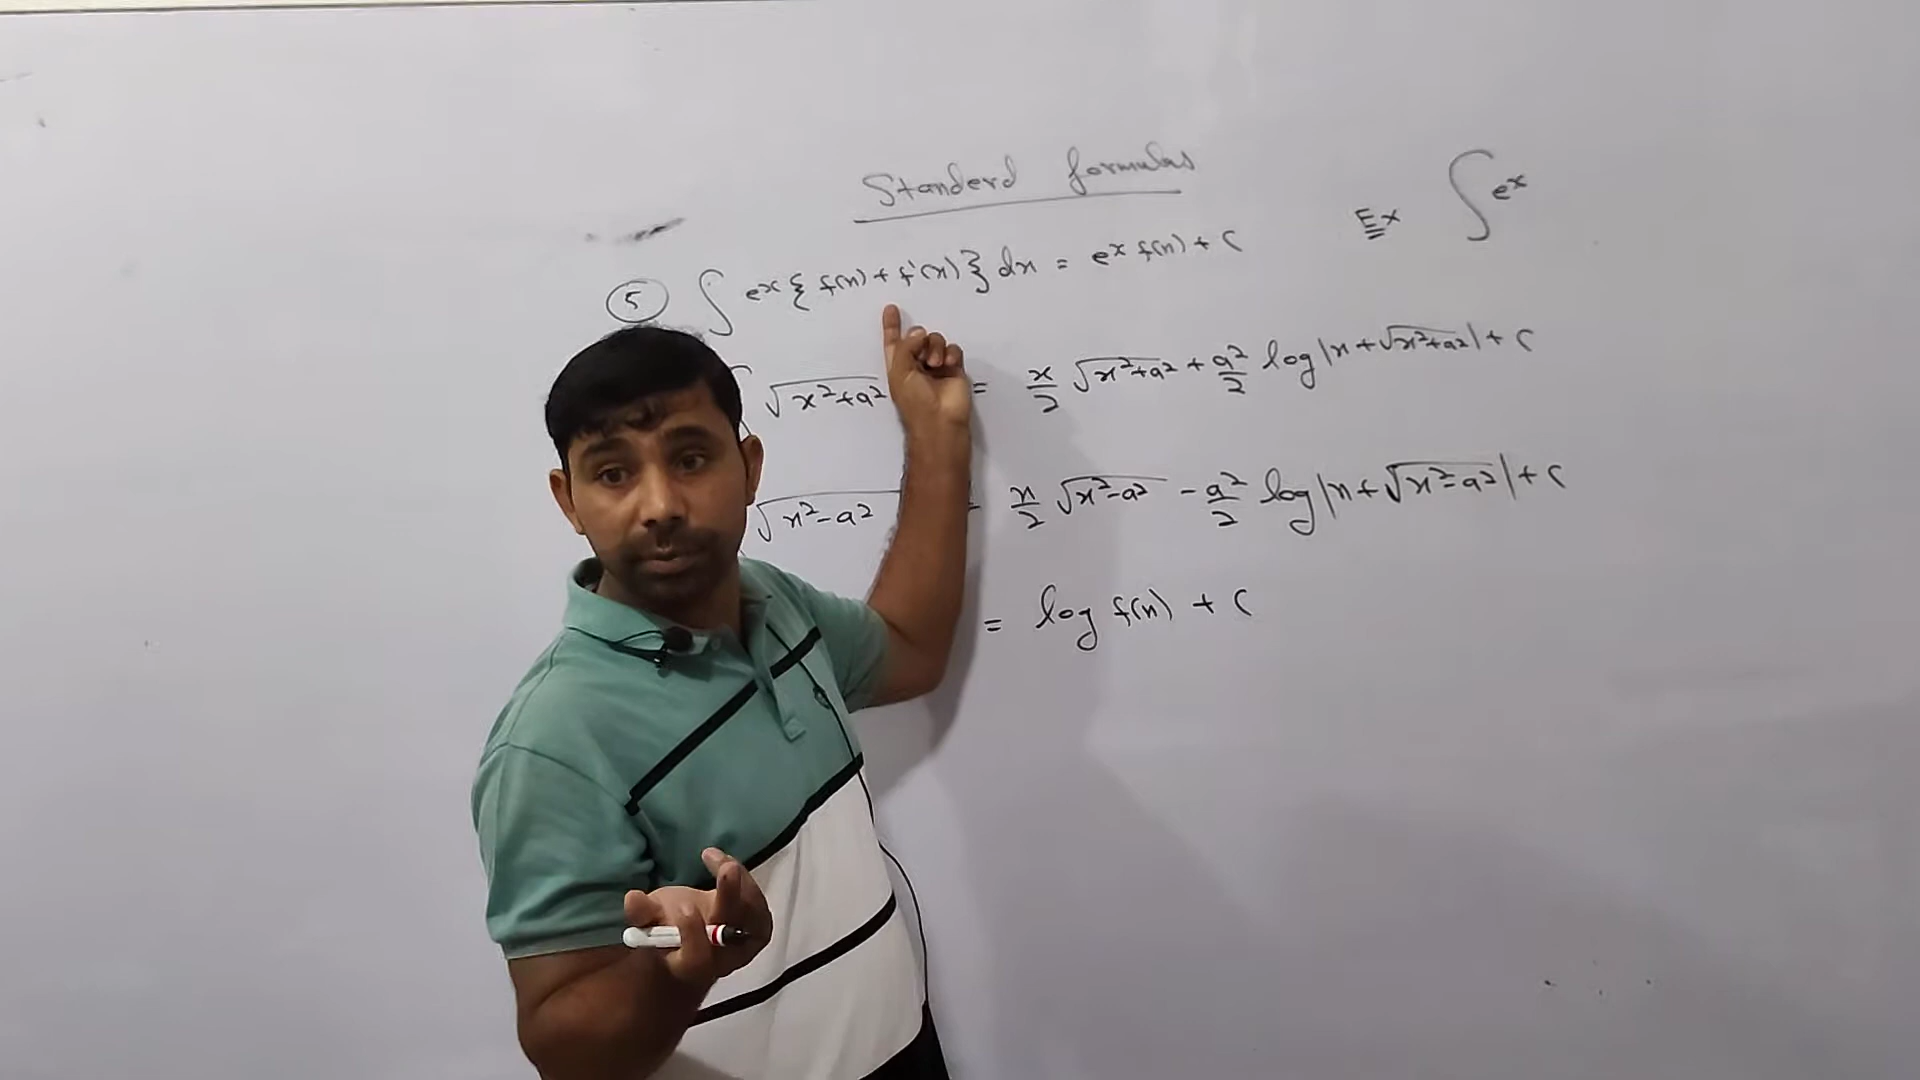 Standerd formulas
Ex ∫ eˣ
⑤ ∫ eˣ { f(x) + f'(x) } dx = eˣ f(x) + C
√x²+a² = x/2 √x²+a² + a²/2 log |x + √x²+a²| + C
√x²-a² = x/2 √x²-a² - a²/2 log |x + √x²-a²| + C
= log f(x) + C